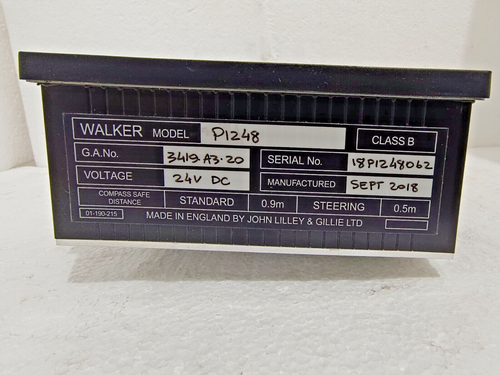 WALKER MODEL P1248 CLASS B
G.A.No. 3419 A3.20 SERIAL No. 18P1248062
VOLTAGE 24V DC MANUFACTURED SEPT 2018
COMPASS SAFE DISTANCE STANDARD 0.9m STEERING 0.5m
01-190-215 MADE IN ENGLAND BY JOHN LILLEY & GILLIE LTD